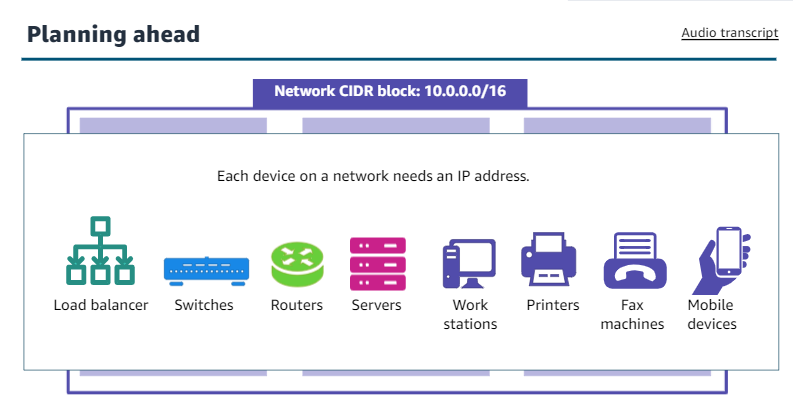 Planning ahead
Audio transcript
Network CIDR block: 10.0.0.0/16
Each device on a network needs an IP address.
Load balancer
Switches
Routers
Servers
Work
stations
Printers
Fax
machines
Mobile
devices